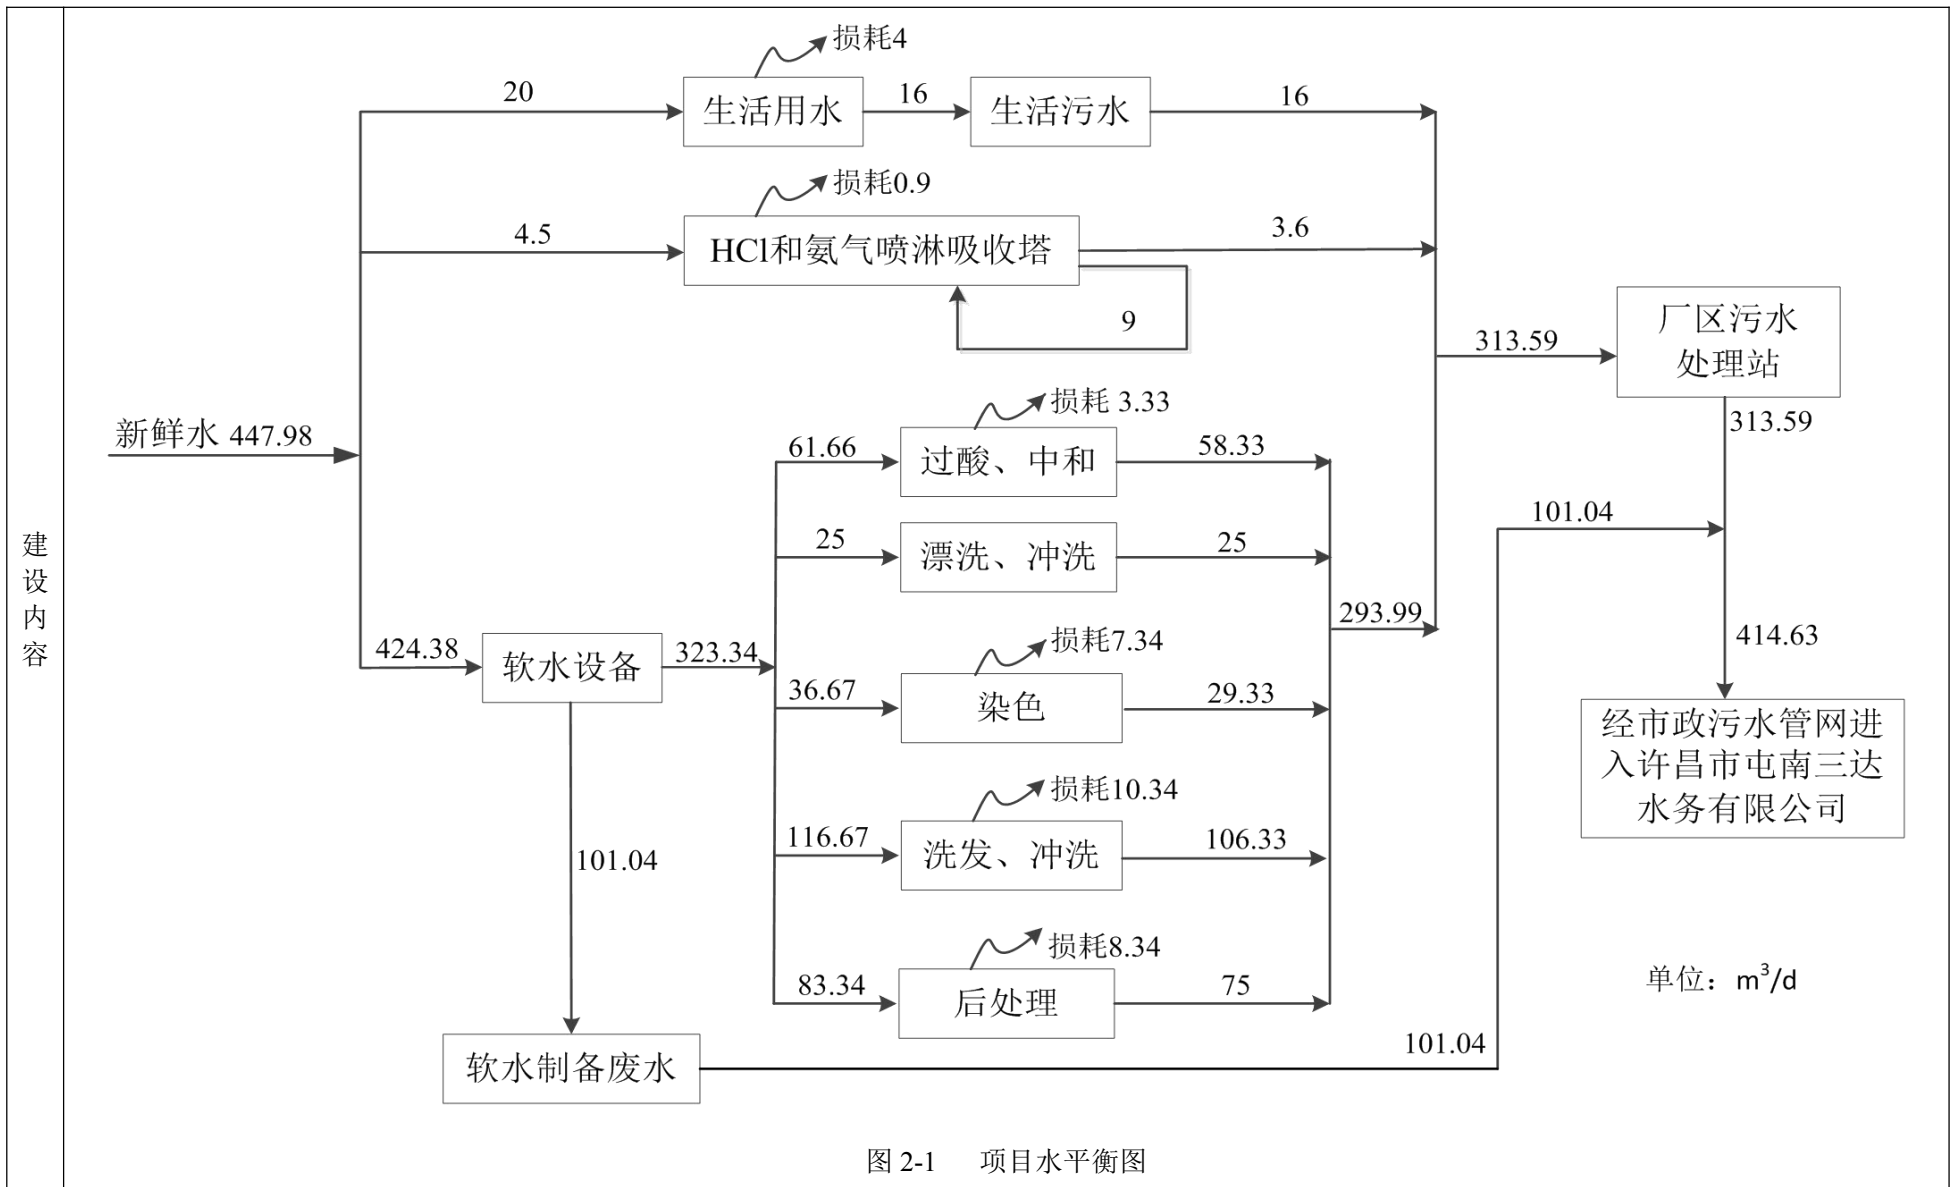 损耗4
20
生活用水
16
生活污水
16
损耗0.9
4.5
HCl和氨气喷淋吸收塔
3.6
9
313.59
厂区污水
处理站
313.59
新鲜水 447.98
损耗 3.33
61.66
过酸、中和
58.33
25
漂洗、冲洗
25
101.04
293.99
424.38
软水设备
323.34
损耗7.34
36.67
染色
29.33
414.63
经市政污水管网进
入许昌市屯南三达
水务有限公司
损耗10.34
116.67
洗发、冲洗
106.33
101.04
损耗8.34
83.34
后处理
75
单位：m³/d
软水制备废水
101.04
建
设
内
容
图 2-1 项目水平衡图